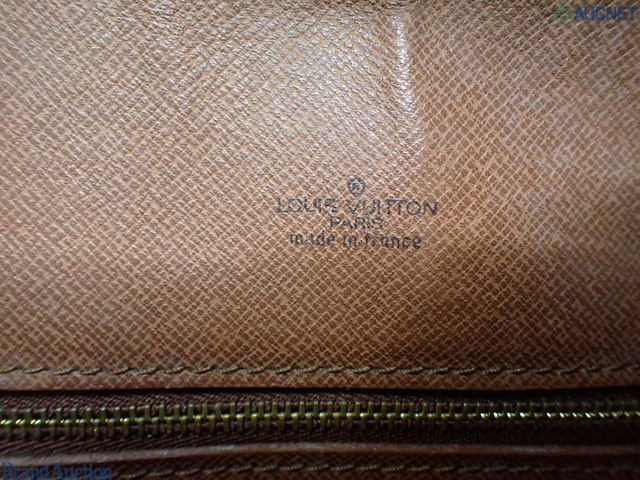 AUCNET
®
LOUIS VUITTON
PARIS
made in france
Brand Auction